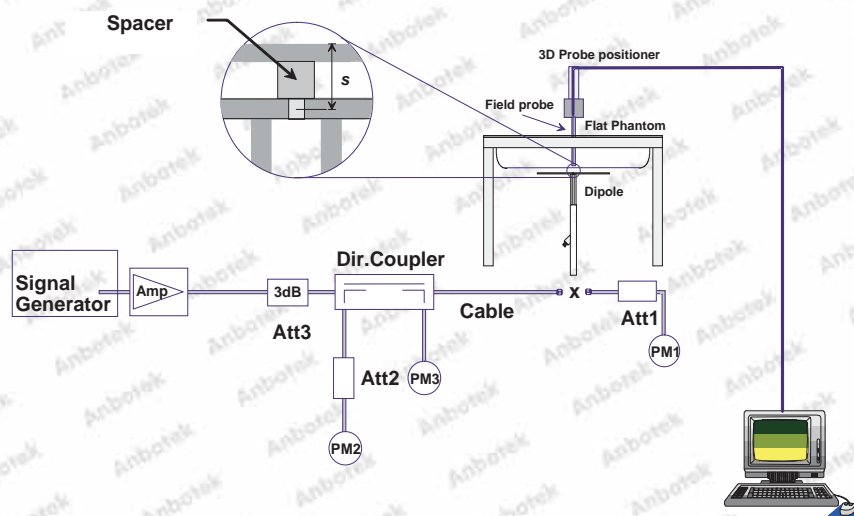 Spacer
s
3D Probe positioner
Field probe
Flat Phantom
Dipole
Signal
Generator
Amp
3dB
Att3
Dir.Coupler
Cable
x
Att1
PM1
Att2
PM3
PM2
Anbotek